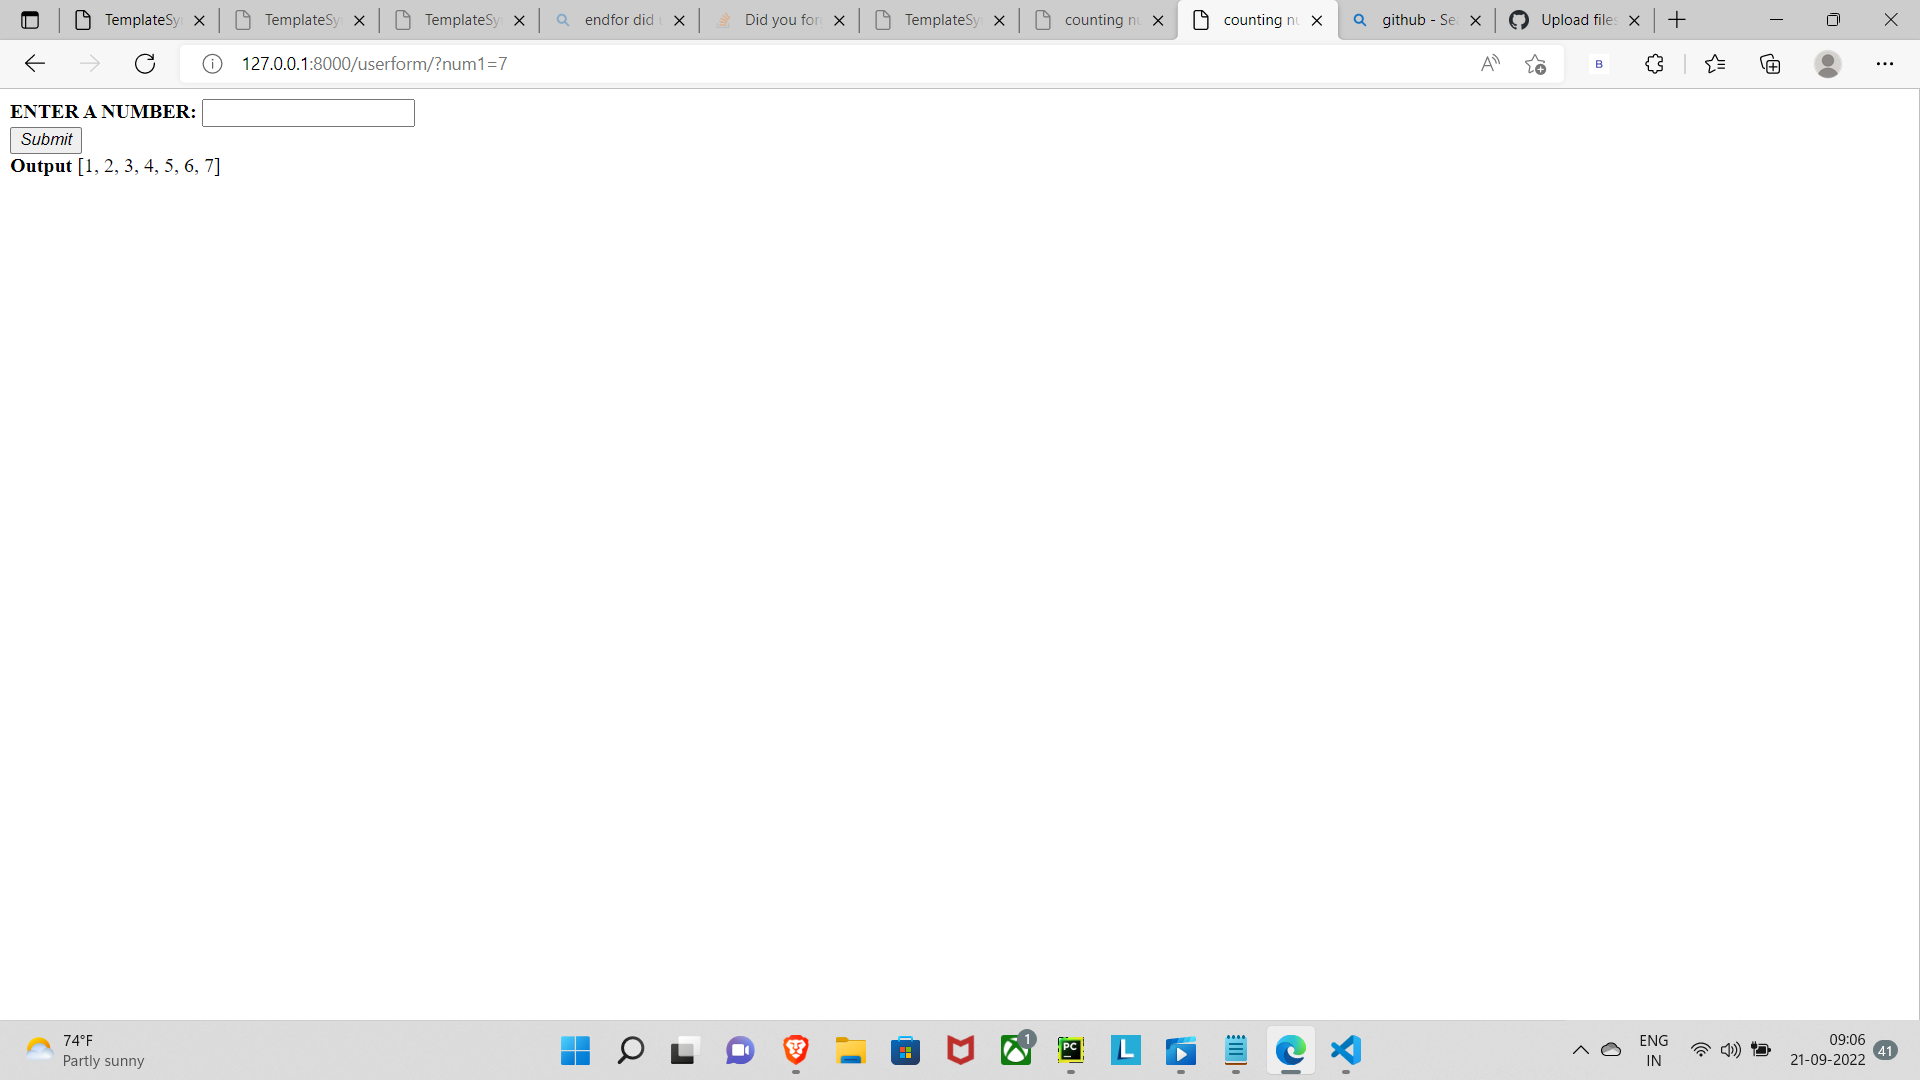 TemplateSy
TemplateSy
TemplateSy
endfor did
Did you for
TemplateSy
counting
counting
github - Se
Upload files
127.0.0.1:8000/userform/?num1=7
A
B
ENTER A NUMBER:
Submit
Output [1, 2, 3, 4, 5, 6, 7]
74°F
Partly sunny
1
PC
L
ENG
IN
09:06
21-09-2022
41